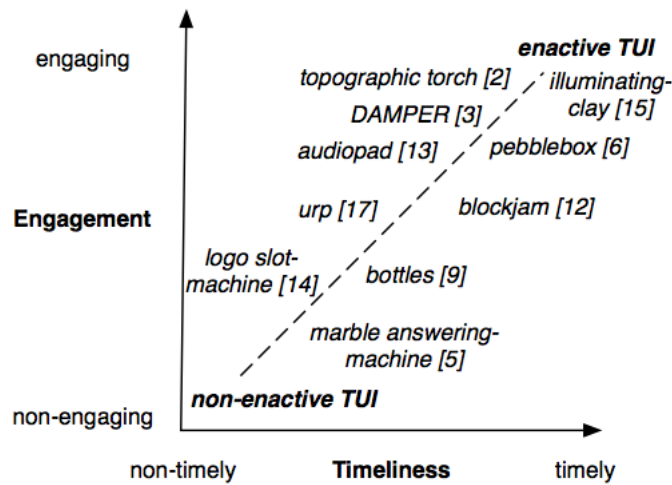 enactive TUI
engaging
topographic torch [2]
illuminating-
clay [15]
DAMPER [3]
audiopad [13]
pebblebox [6]
Engagement
urp [17]
blockjam [12]
logo slot-
machine [14]
bottles [9]
marble answering-
machine [5]
non-enactive TUI
non-engaging
non-timely
Timeliness
timely